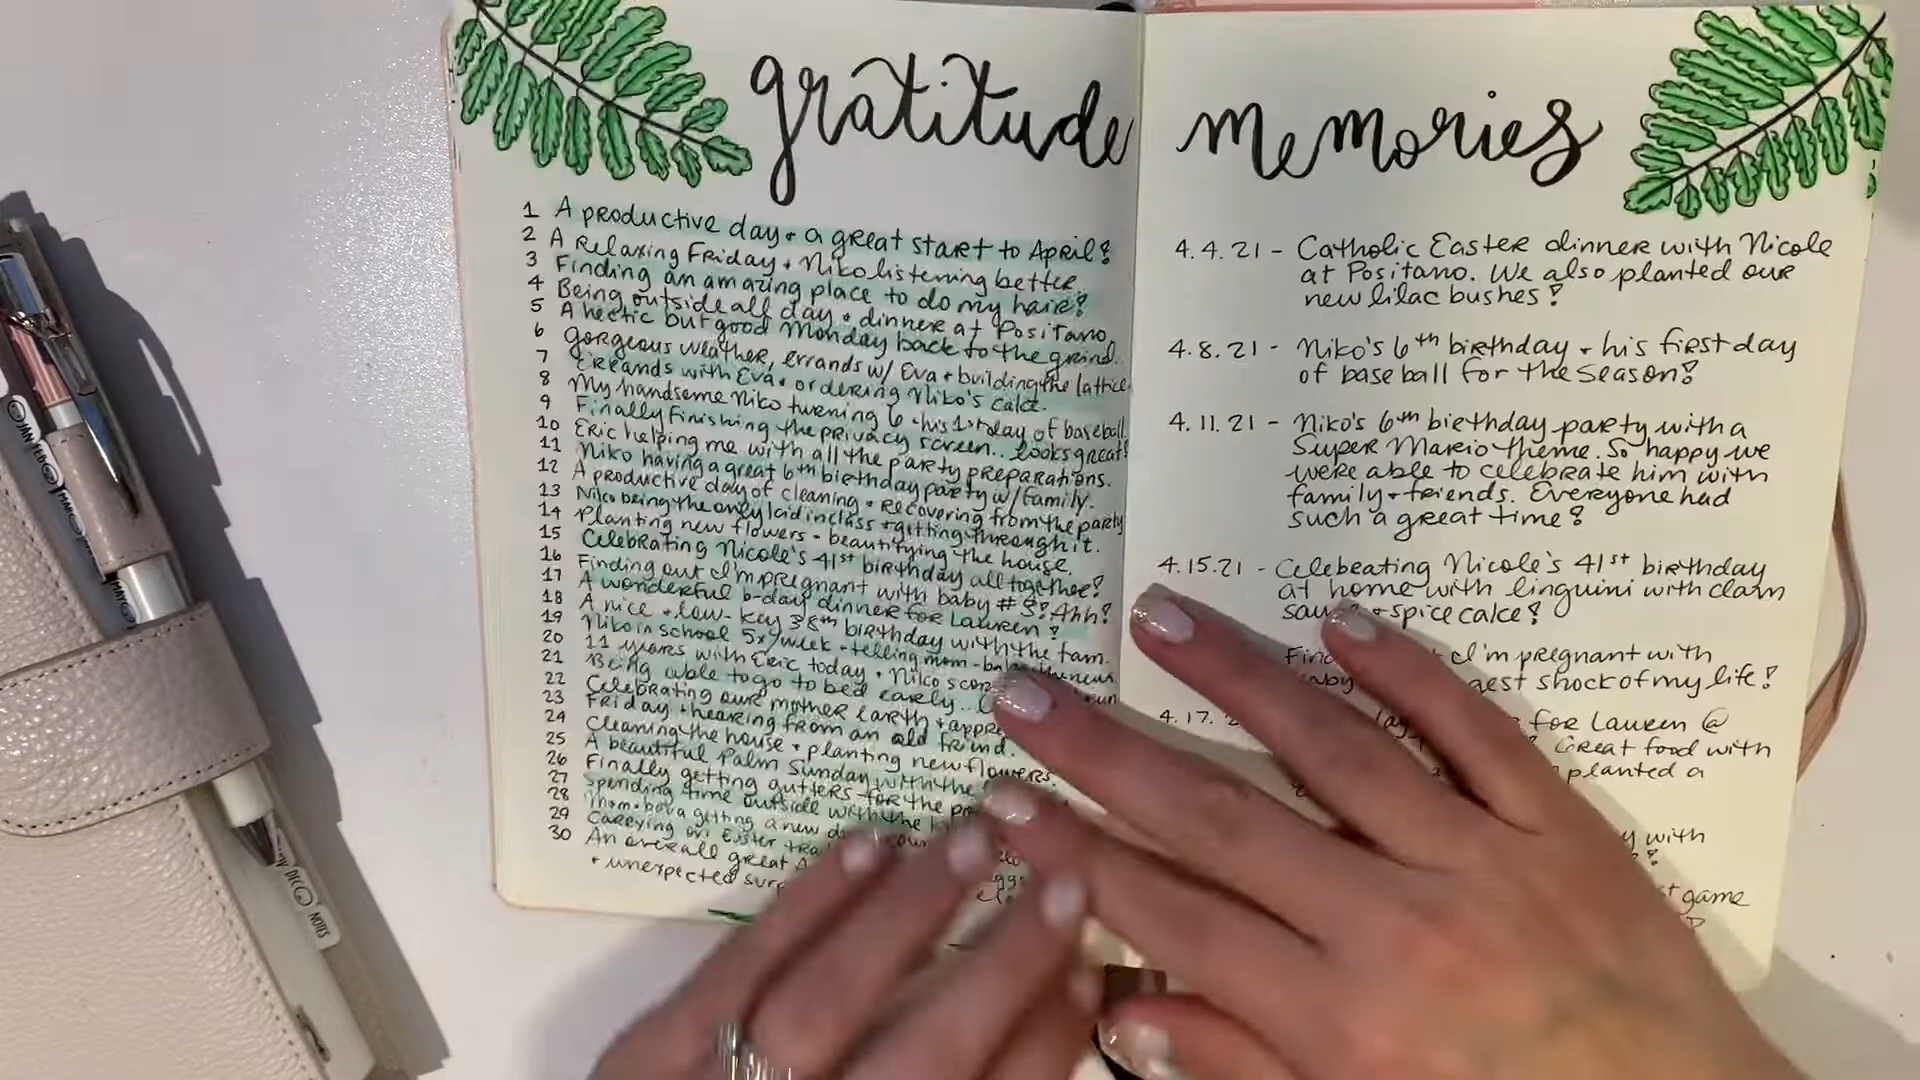 gratitude
1 A productive day + a great start to April!
2 A Relaxing Friday + Niko listening better
3 Finding an amazing place to do my hair!
4 Being outside all day + dinner at Positano
5 A hectic but good Monday back to the grind.
6 Gorgeous weather, errands w/ Eva + building the lattice
7 Errands with Eva + ordering Niko's cake.
8 My handsome Niko turning 6 + his 1st day of baseball
9 Finally finishing the privacy screen.. looks great!
10 Eric helping me with all the party preparations.
11 Niko having a great 6th birthday party w/ family.
12 A productive day of cleaning + recovering from the party
13 Niko being the only kid in class + getting through it.
14 Planting new flowers + beautifying the house.
15 Celebrating Nicole's 41st birthday all together!
16 Finding out I'm pregnant with baby # 3! Ahh!
17 A wonderful b-day dinner for Lauren!
18 A nice + low-key 38th birthday with the fam.
19 Niko in school 5x/week + telling mom
20 11 years with Eric today + Niko
21 Being able to go to bed early..
22 Celebrating our mother earth +
23 Friday + hearing from an old friend.
24 Cleaning the house + planting new flowers
25 A beautiful Palm Sunday with the
26 Finally getting gutters for the
27 Spending time outside with the
28 getting a new
29 Carrying on Easter
30 An overall great
+ unexpected
memories
4.4.21 - Catholic Easter dinner with Nicole
at Positano. We also planted our
new lilac bushes!
4.8.21 - Niko's 6th birthday + his first day
of baseball for the season!
4.11.21 - Niko's 6th birthday party with a
Super Mario theme. So happy we
were able to celebrate him with
family + friends. Everyone had
such a great time!
4.15.21 - Celebrating Nicole's 41st birthday
at home with linguini with clam
+ spice cake!
I'm pregnant with
shock of my life!
4.17. for Lauren @
Great food with
planted a
with
game
JAN
FEB
MAR
MAY
DEC
NOTES